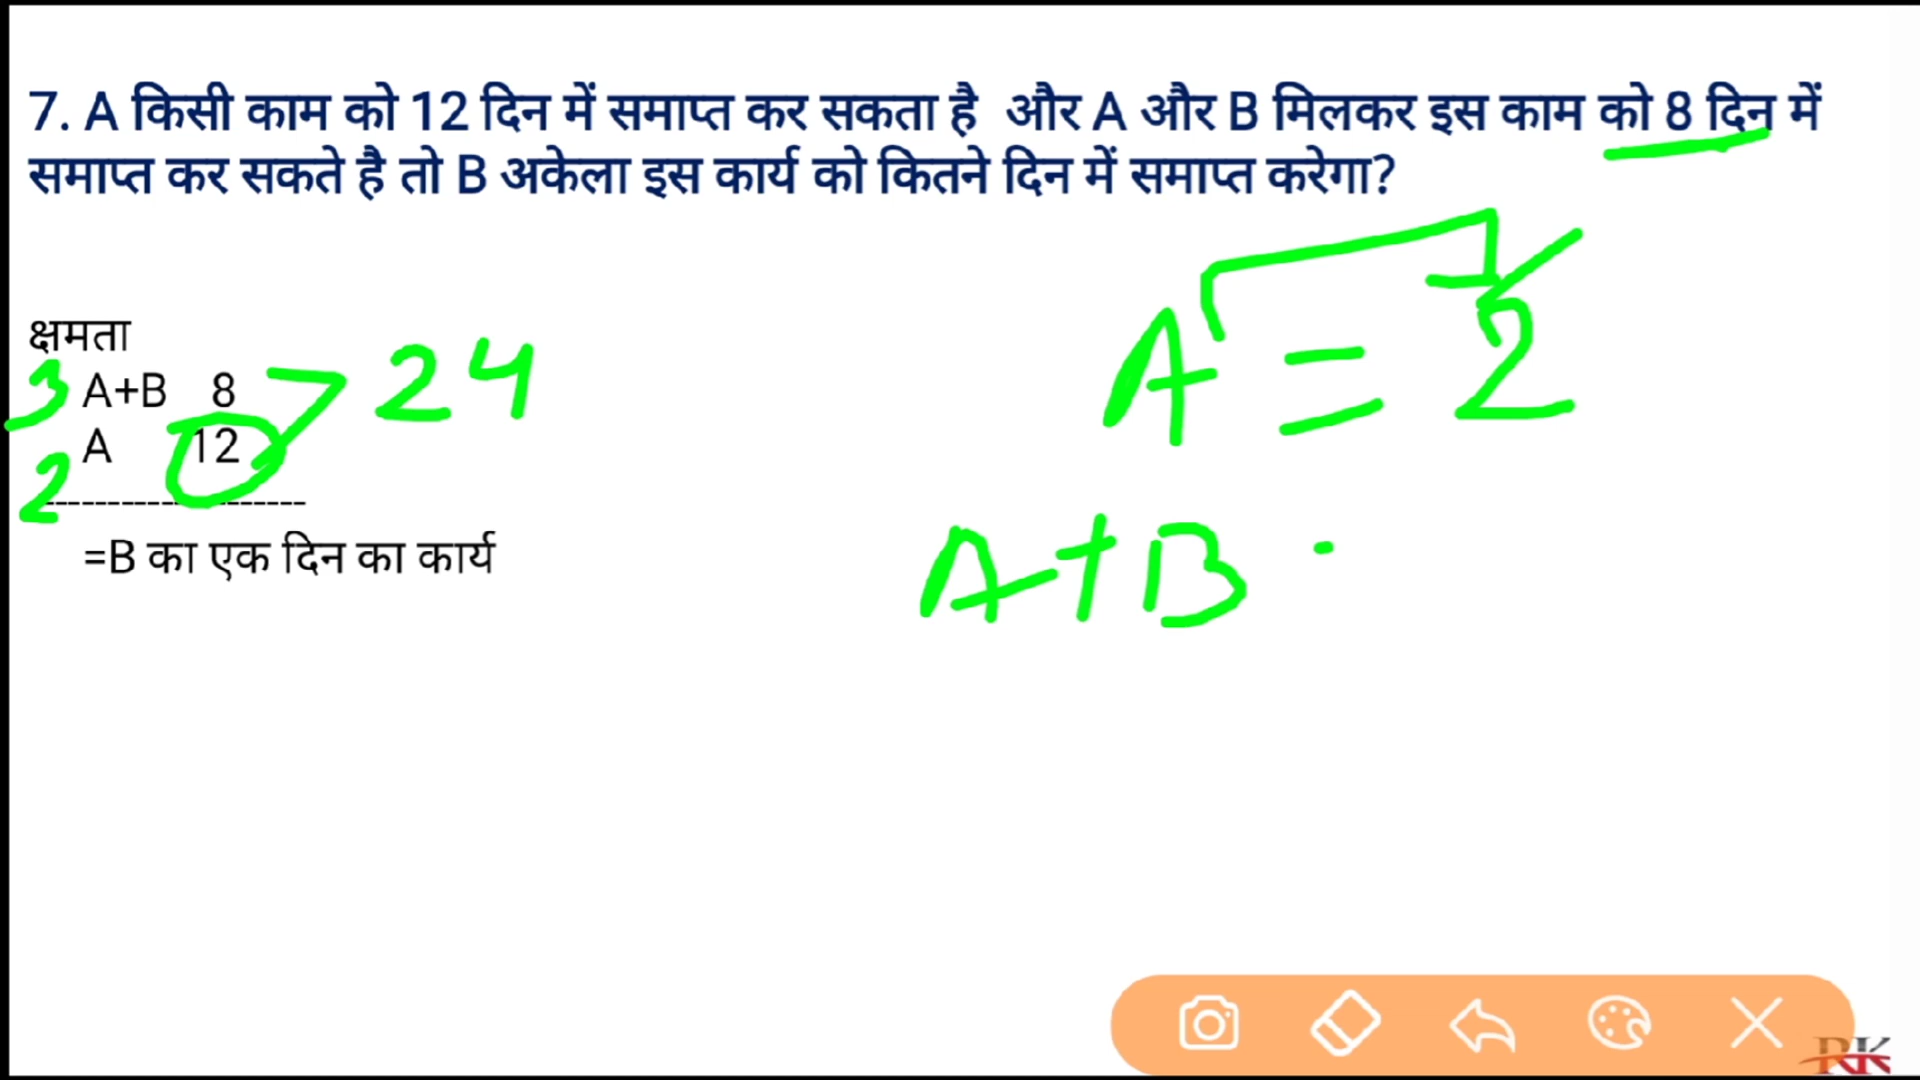 7. A किसी काम को 12 दिन में समाप्त कर सकता है और A और B मिलकर इस काम को 8 दिन में
समाप्त कर सकते है तो B अकेला इस कार्य को कितने दिन में समाप्त करेगा?
क्षमता
3 A+B 8 24
2 A 12
--------------------
=B का एक दिन का कार्य
A = 2
A+B
RK